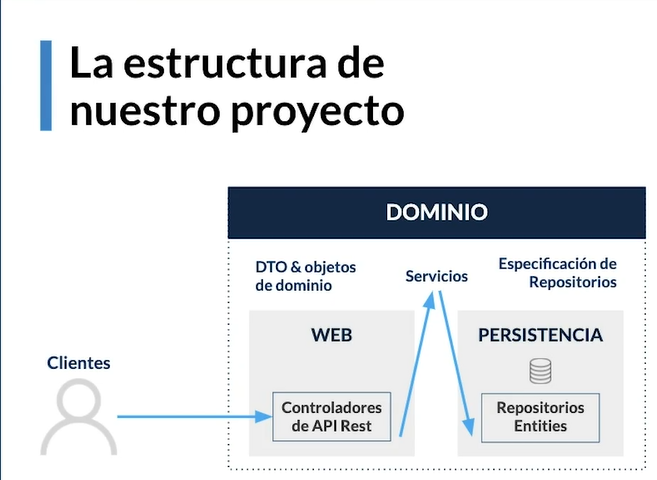 La estructura de
nuestro proyecto
DOMINIO
DTO & objetos
de dominio
Servicios
Especificación de
Repositorios
WEB
PERSISTENCIA
Clientes
Controladores
de API Rest
Repositorios
Entities